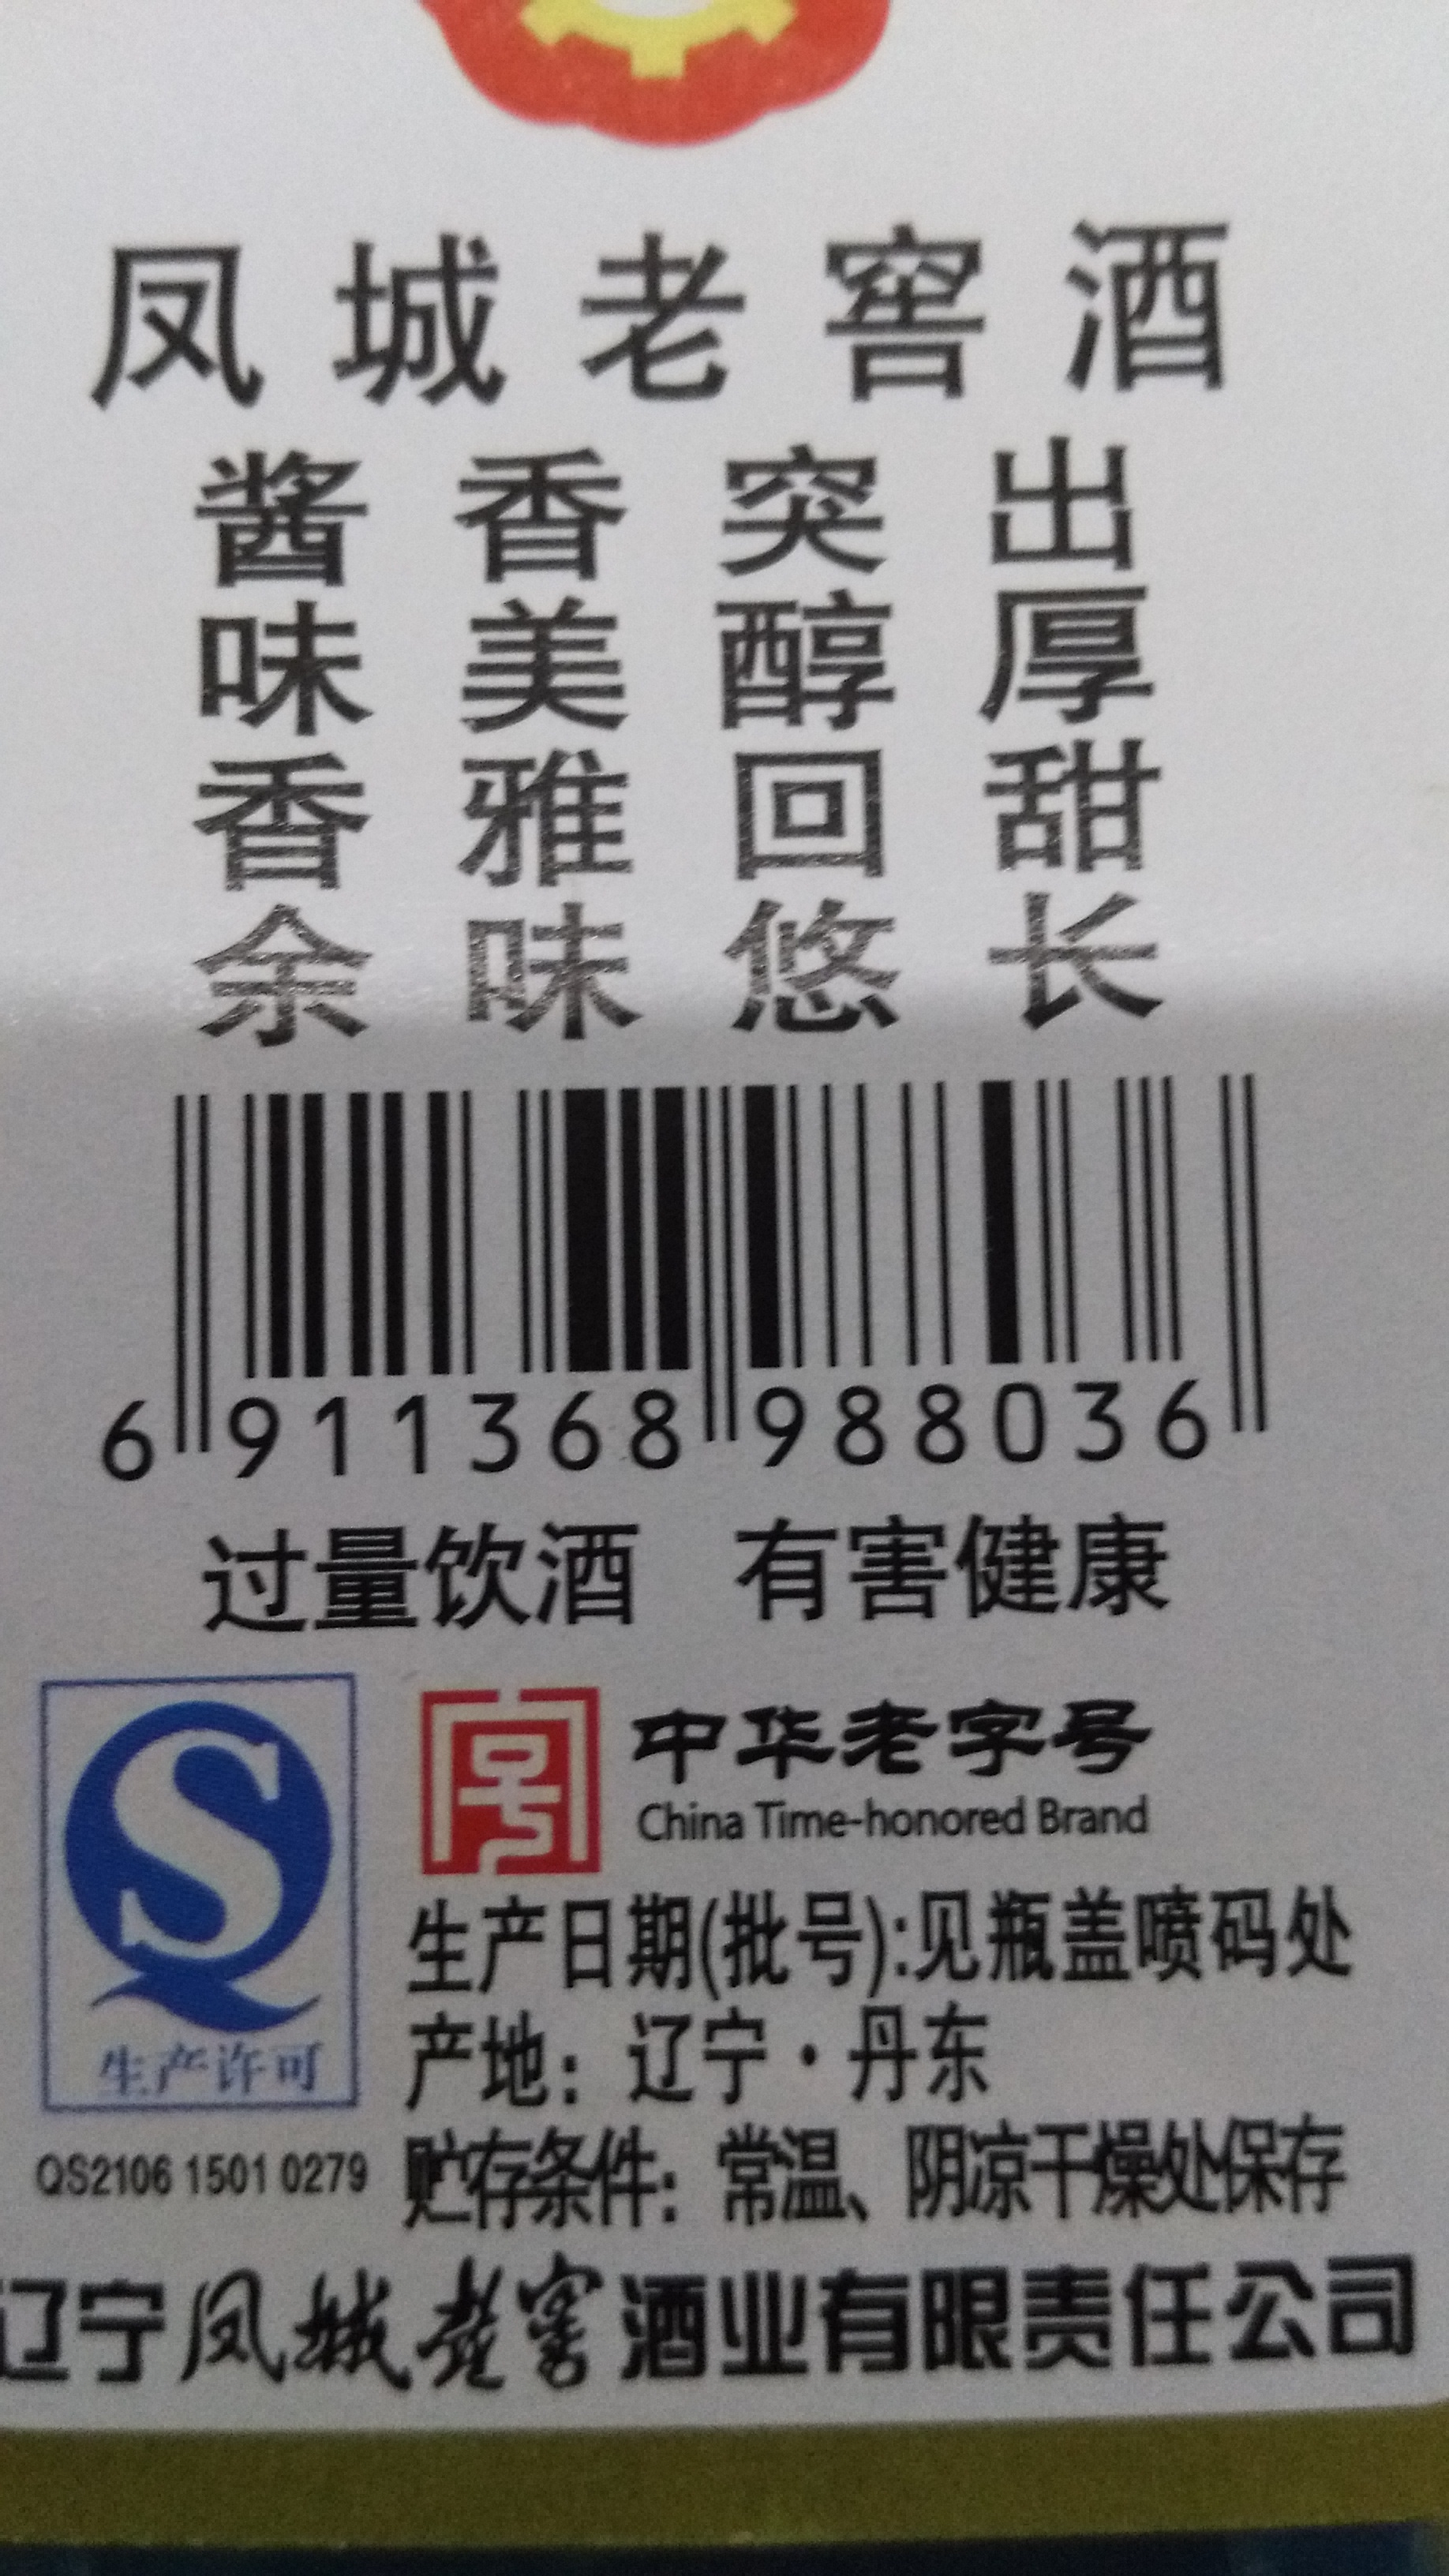 凤城老窖酒
酱香突出
味美醇厚
香雅回甜
余味悠长
6 911368 988036
过量饮酒 有害健康
中华老字号
China Time-honored Brand
生产日期(批号):见瓶盖喷码处
产地：辽宁·丹东
生产许可
QS2106 1501 0279
贮存条件：常温、阴凉干燥处保存
辽宁凤城老窖酒业有限责任公司